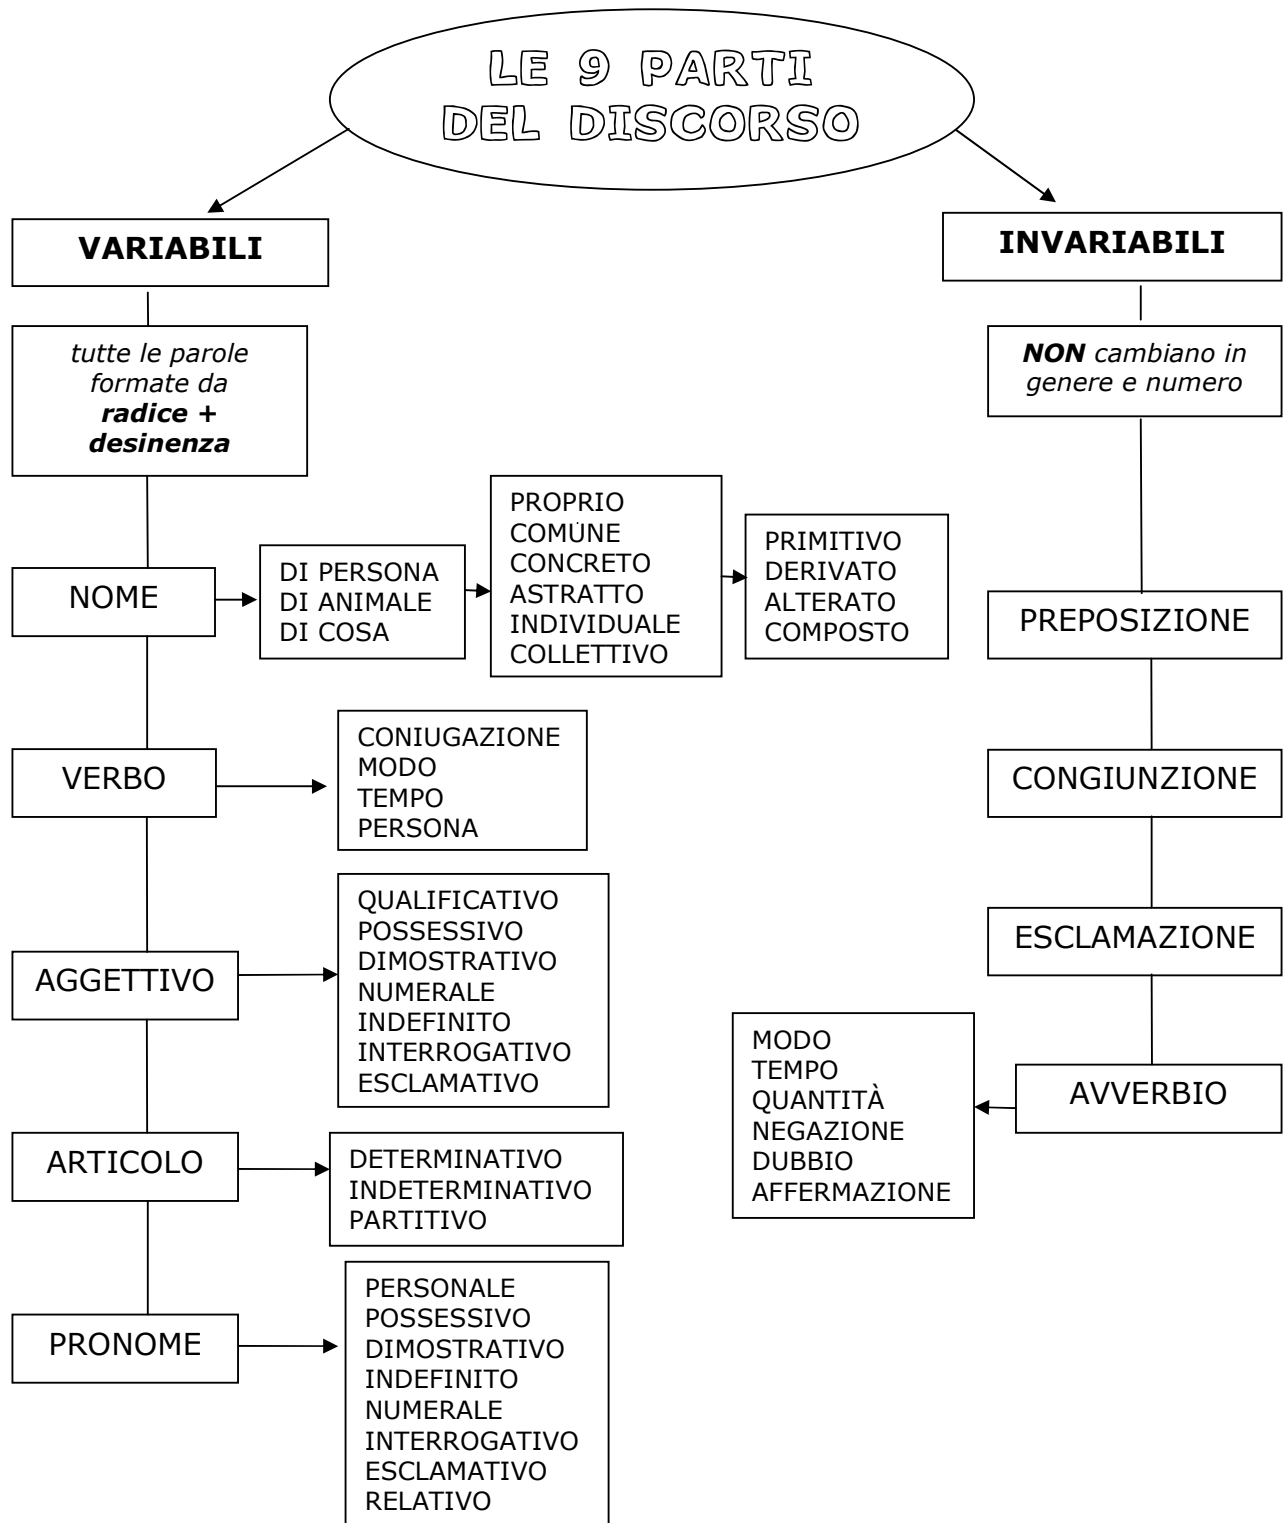 LE 9 PARTI
DEL DISCORSO
VARIABILI
INVARIABILI
tutte le parole
formate da
radice +
desinenza
NON cambiano in
genere e numero
NOME
DI PERSONA
DI ANIMALE
DI COSA
PROPRIO
COMUNE
CONCRETO
ASTRATTO
INDIVIDUALE
COLLETTIVO
PRIMITIVO
DERIVATO
ALTERATO
COMPOSTO
PREPOSIZIONE
VERBO
CONIUGAZIONE
MODO
TEMPO
PERSONA
CONGIUNZIONE
AGGETTIVO
QUALIFICATIVO
POSSESSIVO
DIMOSTRATIVO
NUMERALE
INDEFINITO
INTERROGATIVO
ESCLAMATIVO
ESCLAMAZIONE
MODO
TEMPO
QUANTITÀ
NEGAZIONE
DUBBIO
AFFERMAZIONE
AVVERBIO
ARTICOLO
DETERMINATIVO
INDETERMINATIVO
PARTITIVO
PRONOME
PERSONALE
POSSESSIVO
DIMOSTRATIVO
INDEFINITO
NUMERALE
INTERROGATIVO
ESCLAMATIVO
RELATIVO